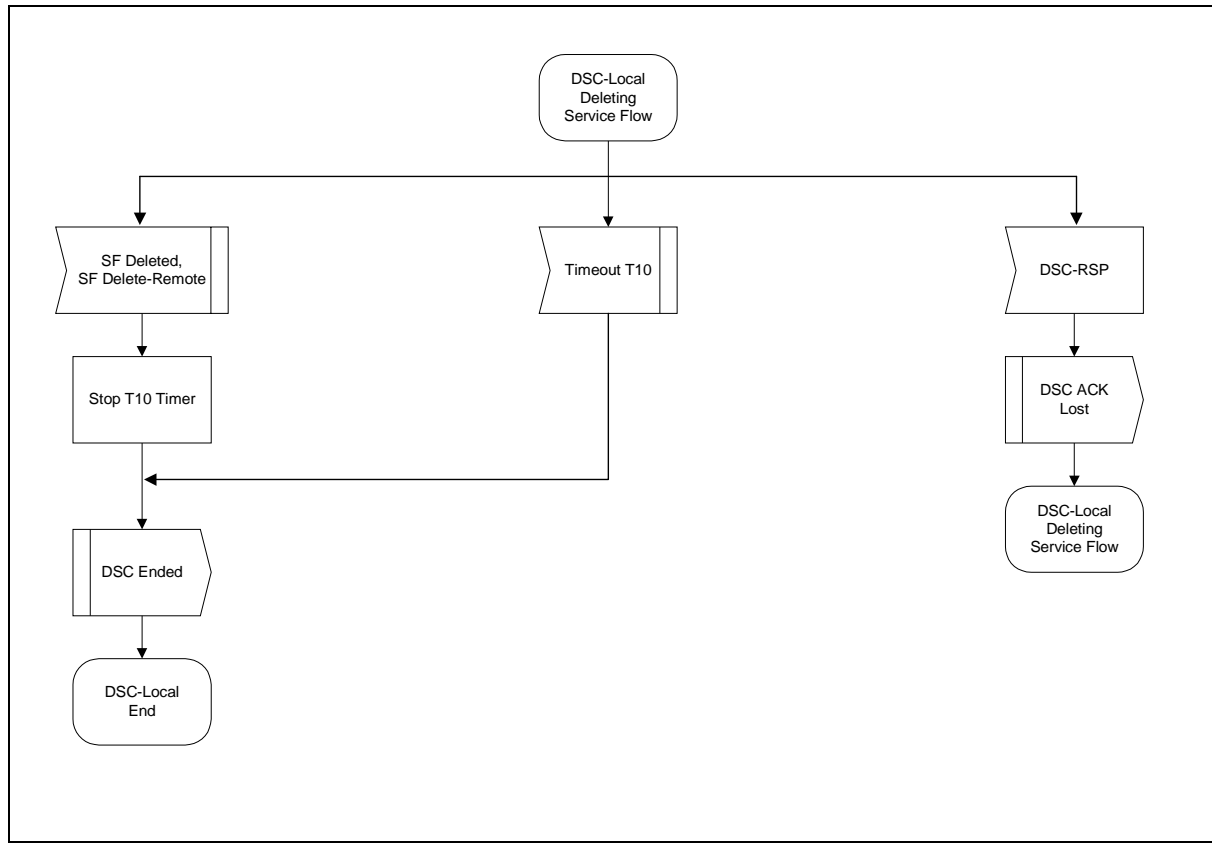 DSC-Local
Deleting
Service Flow
SF Deleted,
SF Delete-Remote
Timeout T10
DSC-RSP
Stop T10 Timer
DSC ACK
Lost
DSC-Local
Deleting
Service Flow
DSC Ended
DSC-Local
End